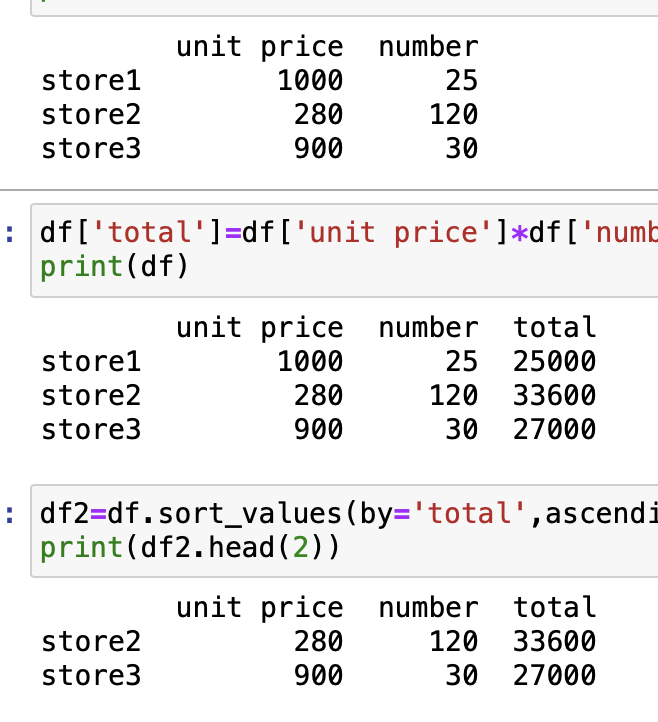 unit price number
store1 1000 25
store2 280 120
store3 900 30
: df['total']=df['unit price']*df['numb
print(df)
unit price number total
store1 1000 25 25000
store2 280 120 33600
store3 900 30 27000
: df2=df.sort_values(by='total',ascendi
print(df2.head(2))
unit price number total
store2 280 120 33600
store3 900 30 27000